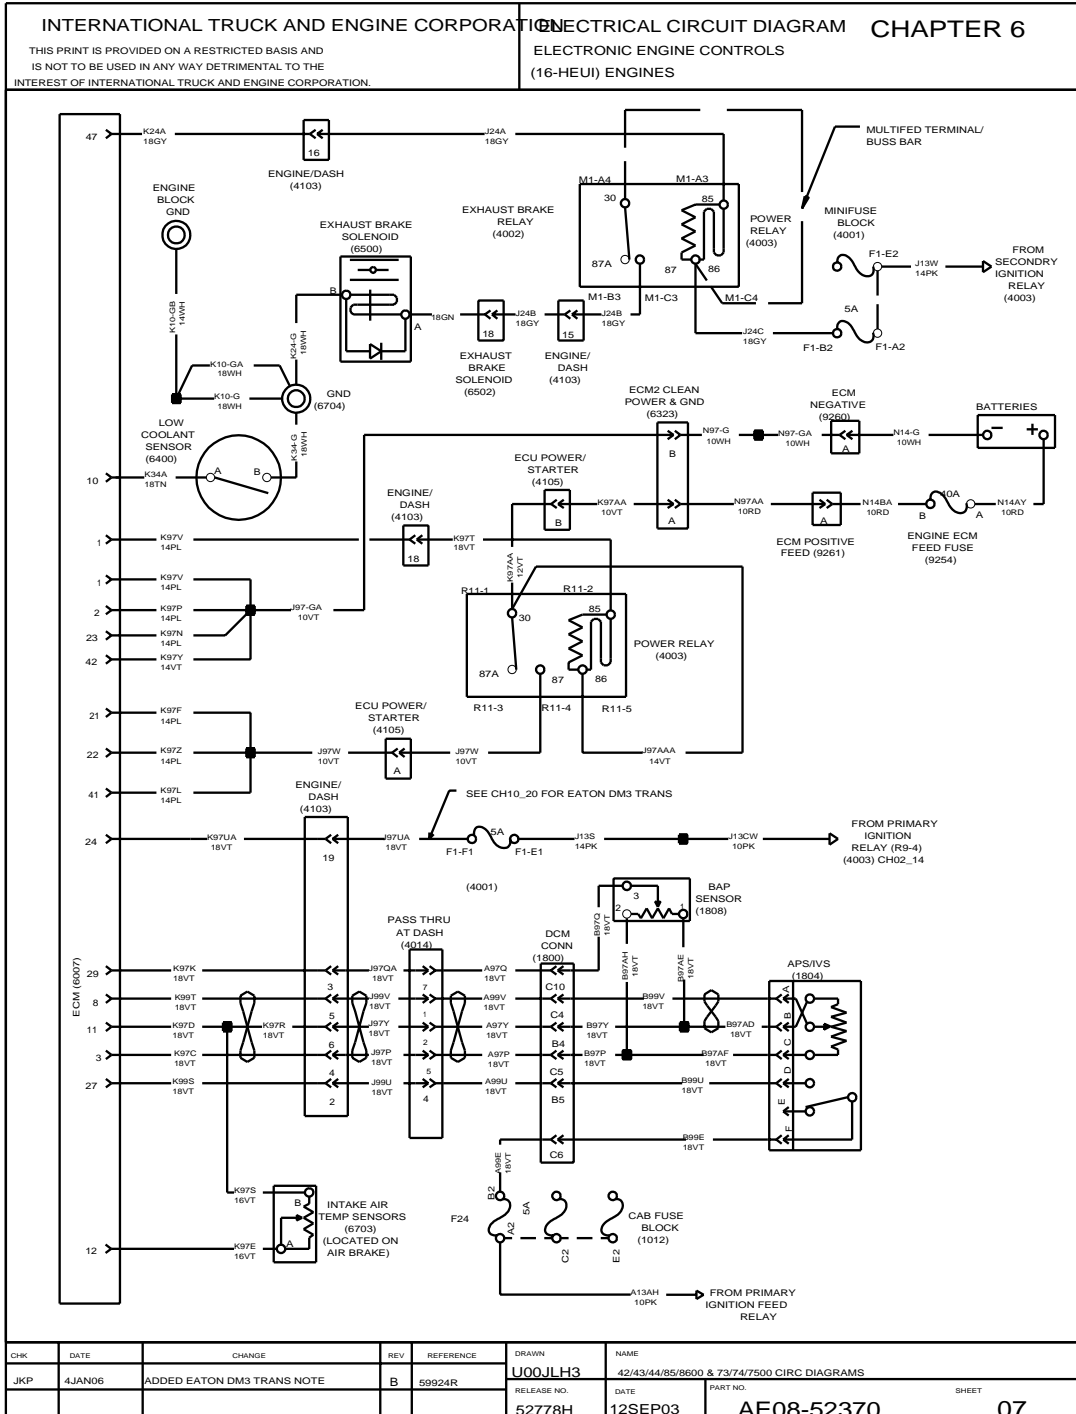 INTERNATIONAL TRUCK AND ENGINE CORPORATION
THIS PRINT IS PROVIDED ON A RESTRICTED BASIS AND
IS NOT TO BE USED IN ANY WAY DETRIMENTAL TO THE
INTEREST OF INTERNATIONAL TRUCK AND ENGINE CORPORATION.
ELECTRICAL CIRCUIT DIAGRAM
CHAPTER 6
ELECTRONIC ENGINE CONTROLS
(16-HEUI) ENGINES
47
K24A
18GY
16
ENGINE/DASH
(4103)
J24A
18GY
MULTIFED TERMINAL/
BUSS BAR
ENGINE
BLOCK
GND
EXHAUST BRAKE
SOLENOID
(6500)
EXHAUST BRAKE
RELAY
(4002)
M1-A4
M1-A3
30
85
87A
87
86
M1-B3
M1-C3
M1-C4
POWER
RELAY
(4003)
MINIFUSE
BLOCK
(4001)
F1-E2
J13W
14PK
FROM
SECONDRY
IGNITION
RELAY
(4003)
5A
F1-B2
F1-A2
J24C
18GY
K10-GB
14WH
K24-G
18WH
B
A
18GN
18
J24B
18GY
15
J24B
18GY
EXHAUST
BRAKE
SOLENOID
(6502)
ENGINE/
DASH
(4103)
K10-GA
18WH
K10-G
18WH
GND
(6704)
K34-G
18WH
LOW
COOLANT
SENSOR
(6400)
A
B
10
K34A
18TN
ECM2 CLEAN
POWER & GND
(6323)
B
A
N97-G
10WH
N97-GA
10WH
ECM
NEGATIVE
(9260)
A
N14-G
10WH
BATTERIES
- +
ECU POWER/
STARTER
(4105)
B
K97AA
10VT
N97AA
10RD
A
ECM POSITIVE
FEED (9261)
N14BA
10RD
40A
B
A
ENGINE ECM
FEED FUSE
(9254)
N14AY
10RD
ENGINE/
DASH
(4103)
18
1
K97V
14PL
K97T
18VT
K97AA
12VT
1
K97V
14PL
2
K97P
14PL
23
K97N
14PL
42
K97Y
14VT
J97-GA
10VT
R11-1
R11-2
30
85
87A
87
86
R11-3
R11-4
R11-5
POWER RELAY
(4003)
ECU POWER/
STARTER
(4105)
A
21
K97F
14PL
22
K97Z
14PL
J97W
10VT
J97W
10VT
J97AAA
14VT
41
K97L
14PL
ENGINE/
DASH
(4103)
SEE CH10_20 FOR EATON DM3 TRANS
24
K97UA
18VT
19
J97UA
18VT
F1-F1
5A
F1-E1
(4001)
J13S
14PK
J13CW
10PK
FROM PRIMARY
IGNITION
RELAY (R9-4)
(4003) CH02_14
BAP
SENSOR
(1808)
3
2
1
PASS THRU
AT DASH
(4014)
DCM
CONN
(1800)
B97Q
18VT
B97AH
18VT
B97AE
18VT
APS/IVS
(1804)
ECM (6007)
29
K97K
18VT
3
J97QA
18VT
7
A97Q
18VT
C10
8
K99T
18VT
5
J99V
18VT
1
A99V
18VT
C4
B99V
18VT
A
11
K97D
18VT
K97R
18VT
6
J97Y
18VT
2
A97Y
18VT
B4
B97Y
18VT
B97AD
18VT
B
3
K97C
18VT
4
J97P
18VT
5
A97P
18VT
C5
B97P
18VT
B97AF
18VT
C
27
K99S
18VT
2
J99U
18VT
4
A99U
18VT
B5
B99U
18VT
D
E
F
C6
B99E
18VT
A99E
18VT
K97S
16VT
B
A
INTAKE AIR
TEMP SENSORS
(6703)
(LOCATED ON
AIR BRAKE)
12
K97E
16VT
F24
B2
A2
5A
C2
E2
CAB FUSE
BLOCK
(1012)
A13AH
10PK
FROM PRIMARY
IGNITION FEED
RELAY
CHK DATE CHANGE REV REFERENCE
JKP 4JAN06 ADDED EATON DM3 TRANS NOTE B 59924R
DRAWN
U00JLH3
NAME
42/43/44/85/8600 & 73/74/7500 CIRC DIAGRAMS
RELEASE NO.
52778H
DATE
12SEP03
PART NO.
AE08-52370
SHEET
07